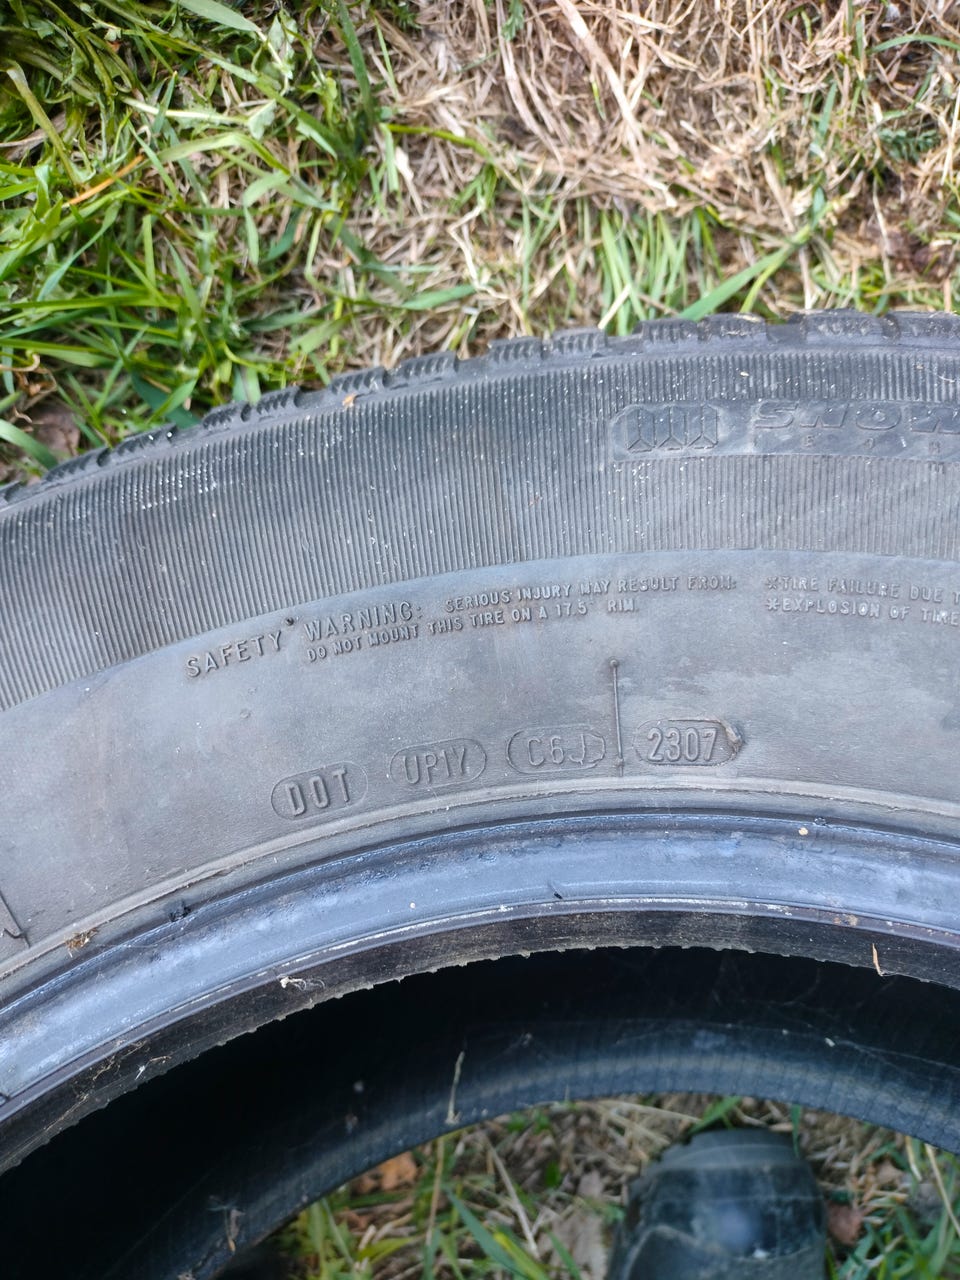 SNOW
SAFETY WARNING: SERIOUS INJURY MAY RESULT FROM: *TIRE FAILURE DUE T
DO NOT MOUNT THIS TIRE ON A 17.5" RIM. *EXPLOSION OF TIRE
DOT UP1Y C6J 2307